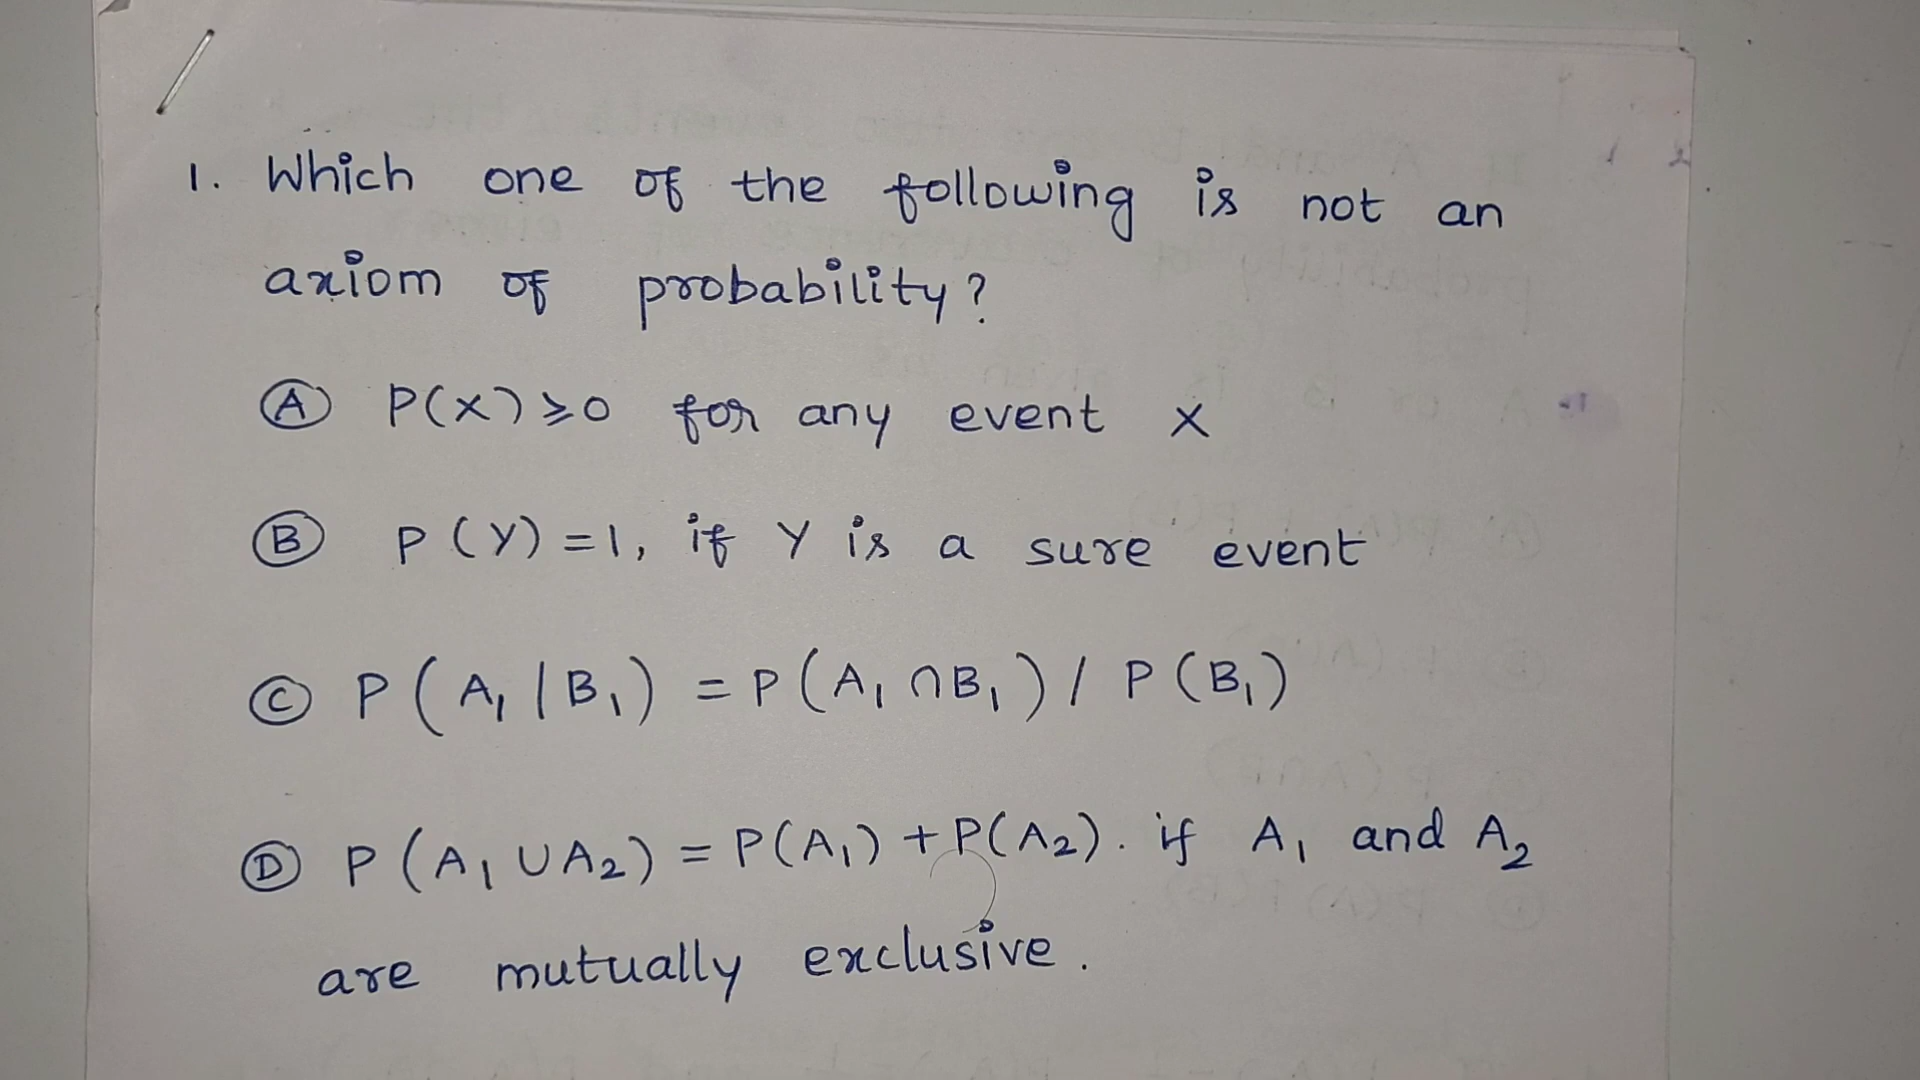 1. Which one of the following is not an
axiom of probability?
Ⓐ P(X) ⩾ 0 for any event X
Ⓑ P(Y) = 1, if Y is a sure event
Ⓒ P(A₁ | B₁) = P(A₁ ∩ B₁) / P(B₁)
Ⓓ P(A₁ ∪ A₂) = P(A₁) + P(A₂). if A₁ and A₂
are mutually exclusive.